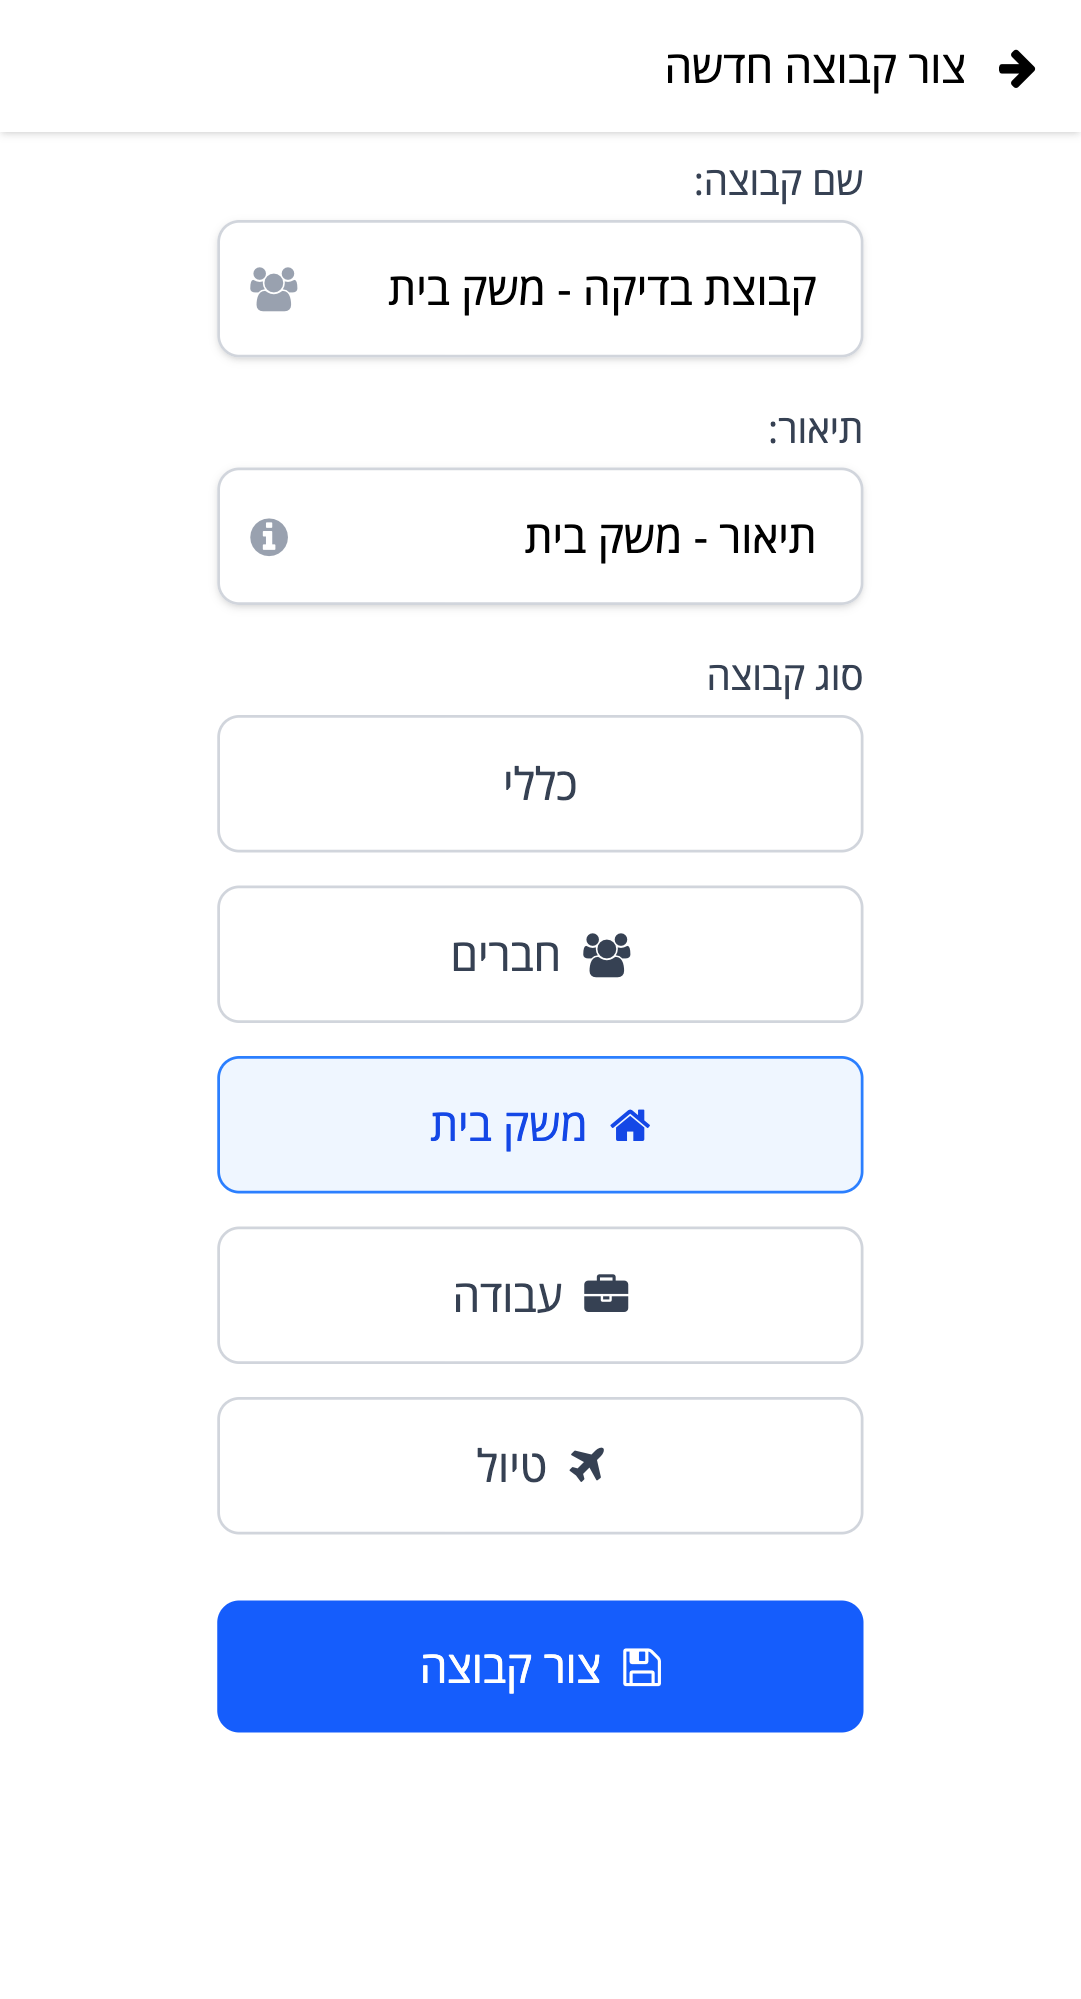 צור קבוצה חדשה
שם קבוצה:
קבוצת בדיקה - משק בית
תיאור:
תיאור - משק בית
סוג קבוצה
כללי
חברים
משק בית
עבודה
טיול
צור קבוצה